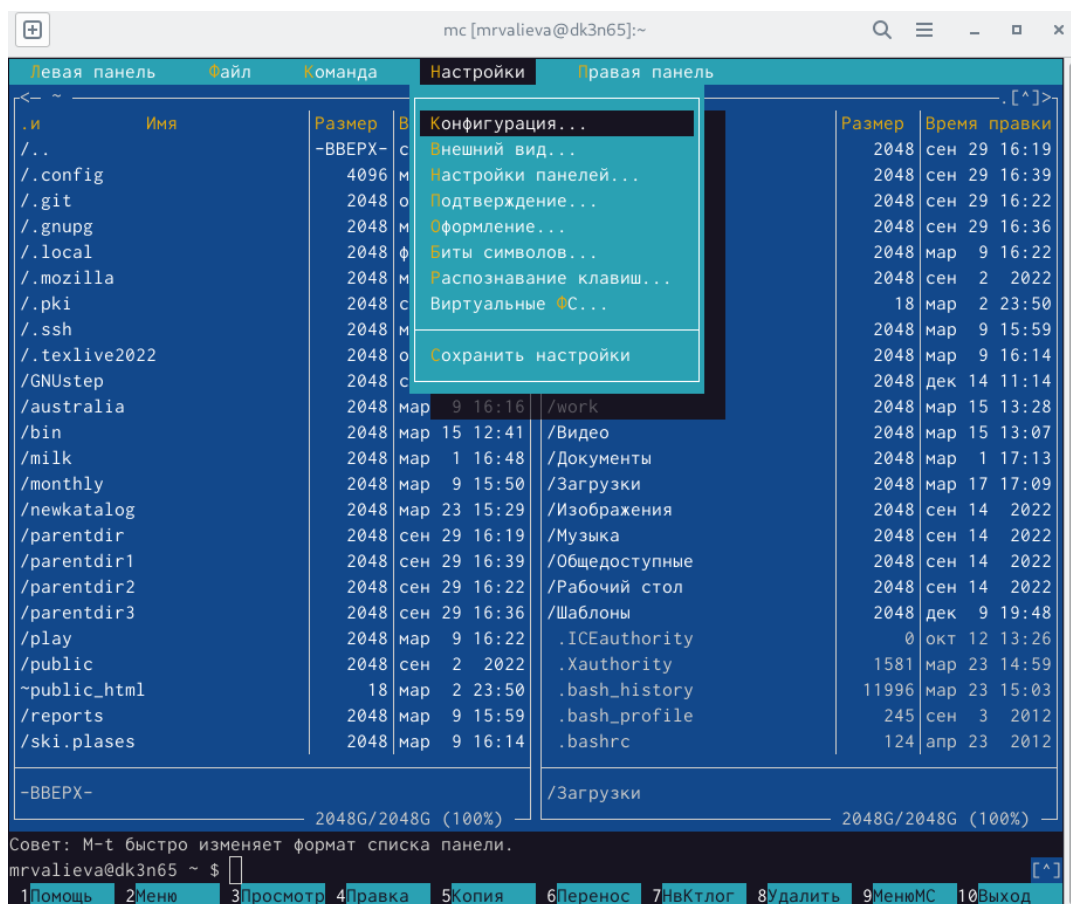 mc [mrvalieva@dk3n65]:~
Левая панель Файл Команда Настройки Правая панель
<— ~ .[^]>
.и Имя Размер В Конфигурация... Размер Время правки
/.. -ВВЕРХ- с Внешний вид... 2048 сен 29 16:19
/.config 4096 м Настройки панелей... 2048 сен 29 16:39
/.git 2048 о Подтверждение... 2048 сен 29 16:22
/.gnupg 2048 м Оформление... 2048 сен 29 16:36
/.local 2048 ф Биты символов... 2048 мар 9 16:22
/.mozilla 2048 м Распознавание клавиш... 2048 сен 2 2022
/.pki 2048 с Виртуальные ФС... 18 мар 2 23:50
/.ssh 2048 м 2048 мар 9 15:59
/.texlive2022 2048 о Сохранить настройки 2048 мар 9 16:14
/GNUstep 2048 с 2048 дек 14 11:14
/australia 2048 мар 9 16:16 /work 2048 мар 15 13:28
/bin 2048 мар 15 12:41 /Видео 2048 мар 15 13:07
/milk 2048 мар 1 16:48 /Документы 2048 мар 1 17:13
/monthly 2048 мар 9 15:50 /Загрузки 2048 мар 17 17:09
/newkatalog 2048 мар 23 15:29 /Изображения 2048 сен 14 2022
/parentdir 2048 сен 29 16:19 /Музыка 2048 сен 14 2022
/parentdir1 2048 сен 29 16:39 /Общедоступные 2048 сен 14 2022
/parentdir2 2048 сен 29 16:22 /Рабочий стол 2048 сен 14 2022
/parentdir3 2048 сен 29 16:36 /Шаблоны 2048 дек 9 19:48
/play 2048 мар 9 16:22 .ICEauthority 0 окт 12 13:26
/public 2048 сен 2 2022 .Xauthority 1581 мар 23 14:59
~public_html 18 мар 2 23:50 .bash_history 11996 мар 23 15:03
/reports 2048 мар 9 15:59 .bash_profile 245 сен 3 2012
/ski.plases 2048 мар 9 16:14 .bashrc 124 апр 23 2012
-ВВЕРХ- /Загрузки
2048G/2048G (100%) 2048G/2048G (100%)
Совет: M-t быстро изменяет формат списка панели.
mrvalieva@dk3n65 ~ $ [^]
1Помощь 2Меню 3Просмотр 4Правка 5Копия 6Перенос 7НвКтлог 8Удалить 9МенюМС 10Выход